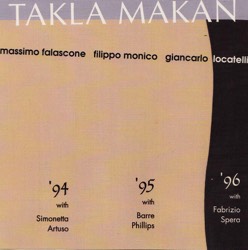 TAKLA MAKAN
massimo falascone filippo monico giancarlo locatelli
'94
with
Simonetta
Artuso
'95
with
Barre
Phillips
'96
with
Fabrizio
Spera